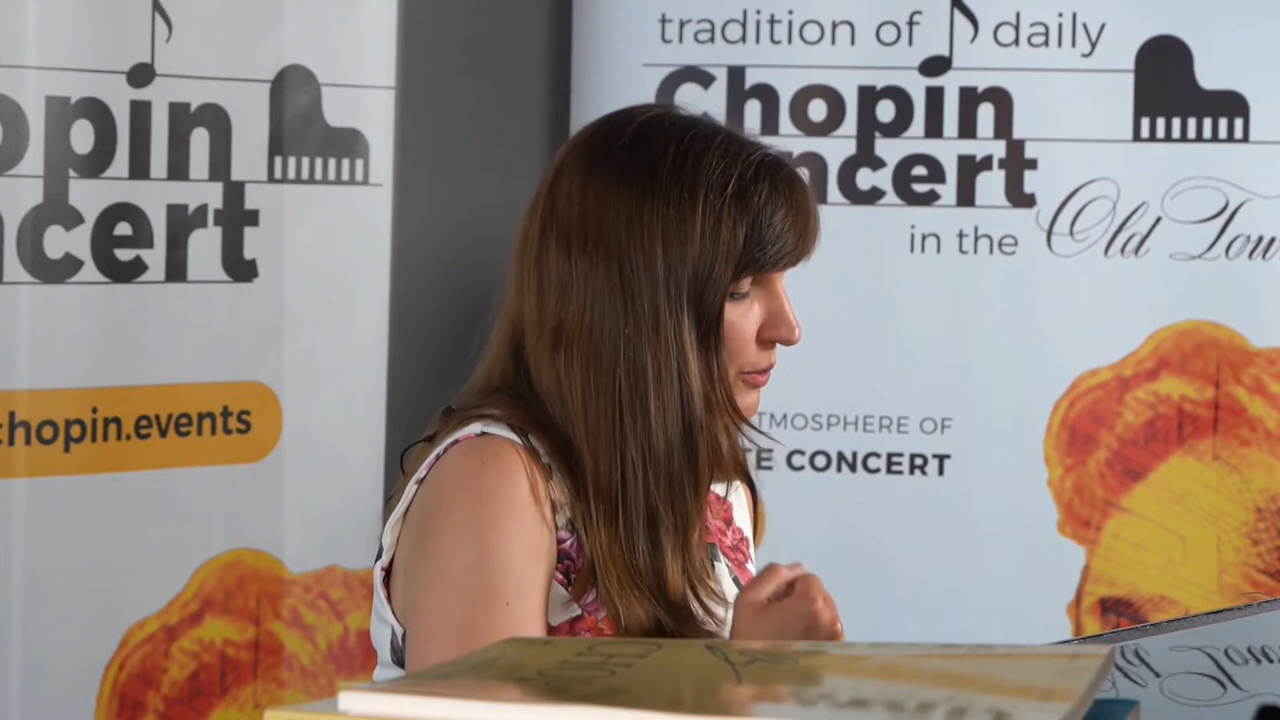 opin
ncert
chopin.events
tradition of daily
Chopin
ncert
in the Old Tow
TMOSPHERE OF
TE CONCERT